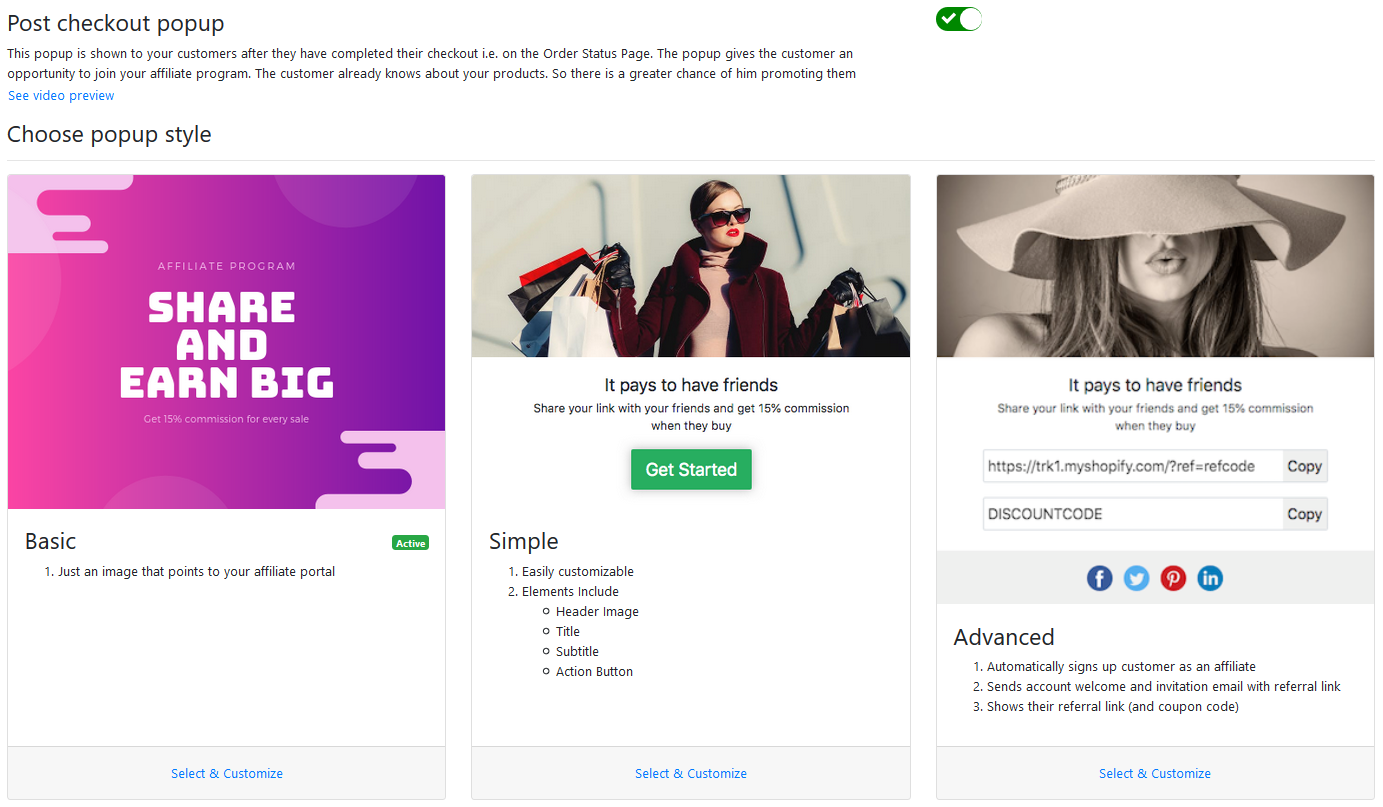 Post checkout popup
This popup is shown to your customers after they have completed their checkout i.e. on the Order Status Page. The popup gives the customer an
opportunity to join your affiliate program. The customer already knows about your products. So there is a greater chance of him promoting them
See video preview
Choose popup style
AFFILIATE PROGRAM
SHARE
AND
EARN BIG
Get 15% commission for every sale
Basic
Active
1. Just an image that points to your affiliate portal
Select & Customize
It pays to have friends
Share your link with your friends and get 15% commission
when they buy
Get Started
Simple
1. Easily customizable
2. Elements Include
Header Image
Title
Subtitle
Action Button
Select & Customize
It pays to have friends
Share your link with your friends and get 15% commission
when they buy
https://trk1.myshopify.com/?ref=refcode Copy
DISCOUNTCODE Copy
f in
Advanced
1. Automatically signs up customer as an affiliate
2. Sends account welcome and invitation email with referral link
3. Shows their referral link (and coupon code)
Select & Customize